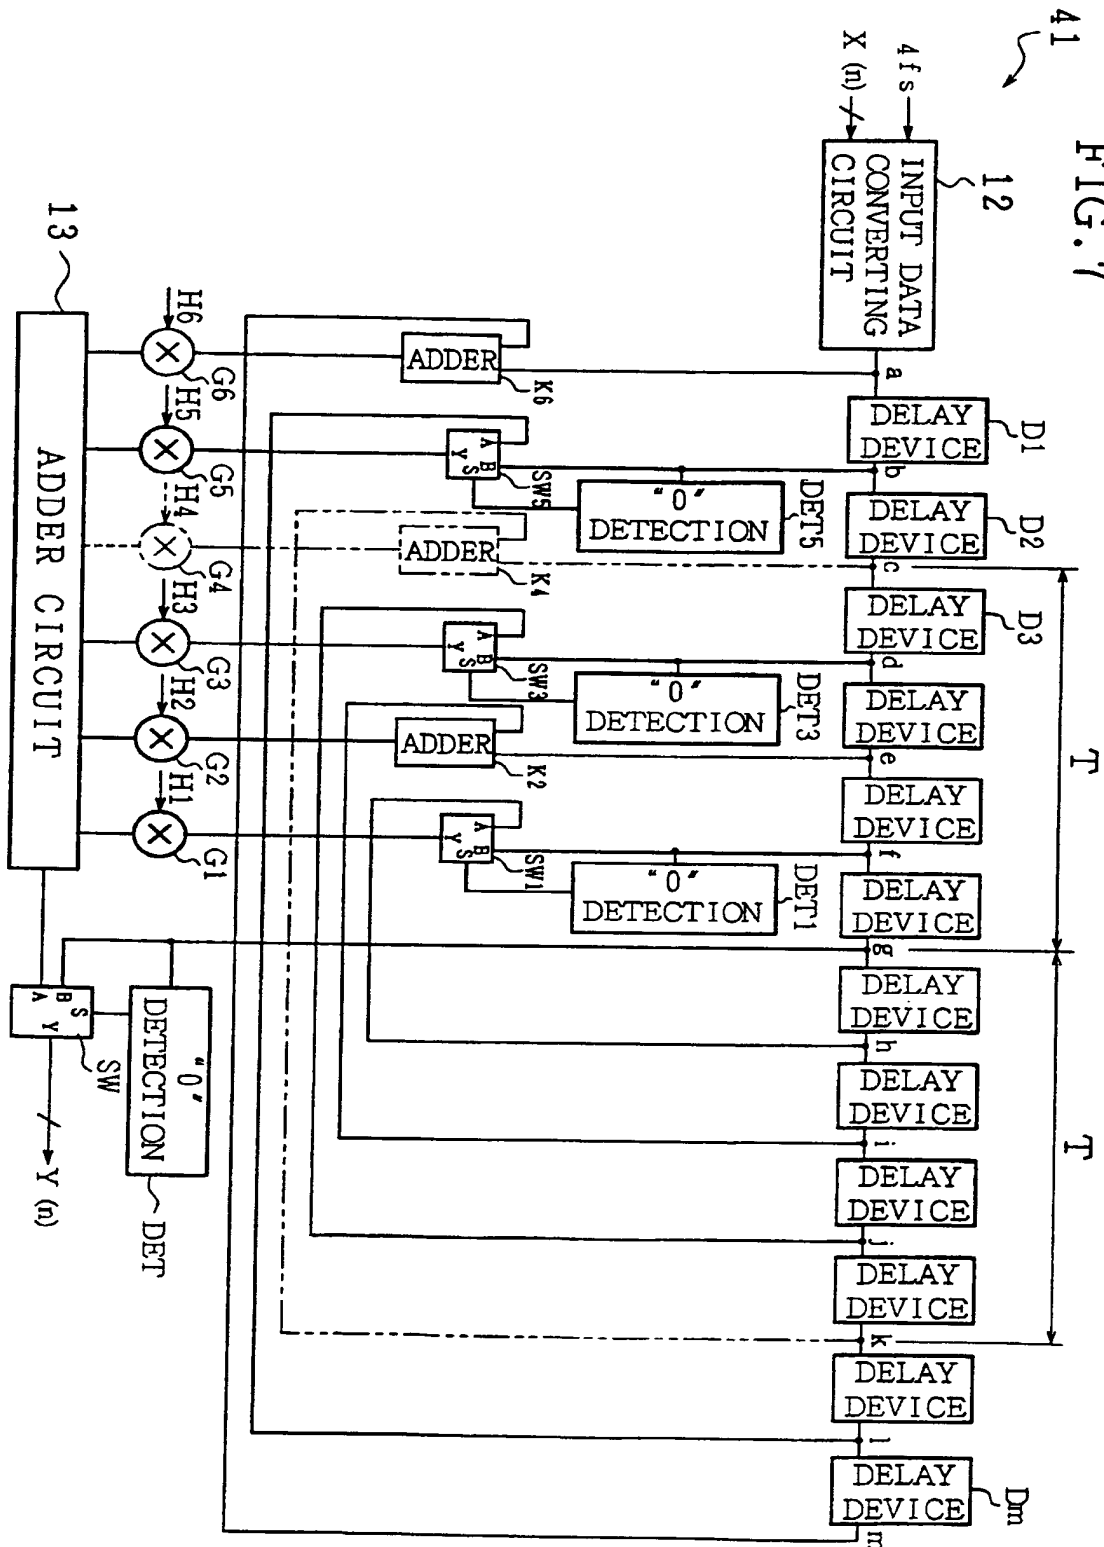 FIG. 7
41
4fs
X (n)
12
INPUT DATA
CONVERTING
CIRCUIT
a
D1
DELAY
DEVICE
b
D2
DELAY
DEVICE
c
D3
DELAY
DEVICE
d
DELAY
DEVICE
e
DELAY
DEVICE
f
DELAY
DEVICE
g
DELAY
DEVICE
h
DELAY
DEVICE
i
DELAY
DEVICE
j
DELAY
DEVICE
k
DELAY
DEVICE
l
Dm
DELAY
DEVICE
m
T
T
DET5
"0"
DETECTION
DET3
"0"
DETECTION
DET1
"0"
DETECTION
ADDER
K6
A
B
S
Y
SW5
ADDER
K4
A
B
S
Y
SW3
ADDER
K2
A
B
S
Y
SW1
H6
X
G6
H5
X
G5
H4
X
G4
H3
X
G3
H2
X
G2
H1
X
G1
13
ADDER CIRCUIT
"0"
DETECTION
DET
S
B
A
Y
SW
Y (n)